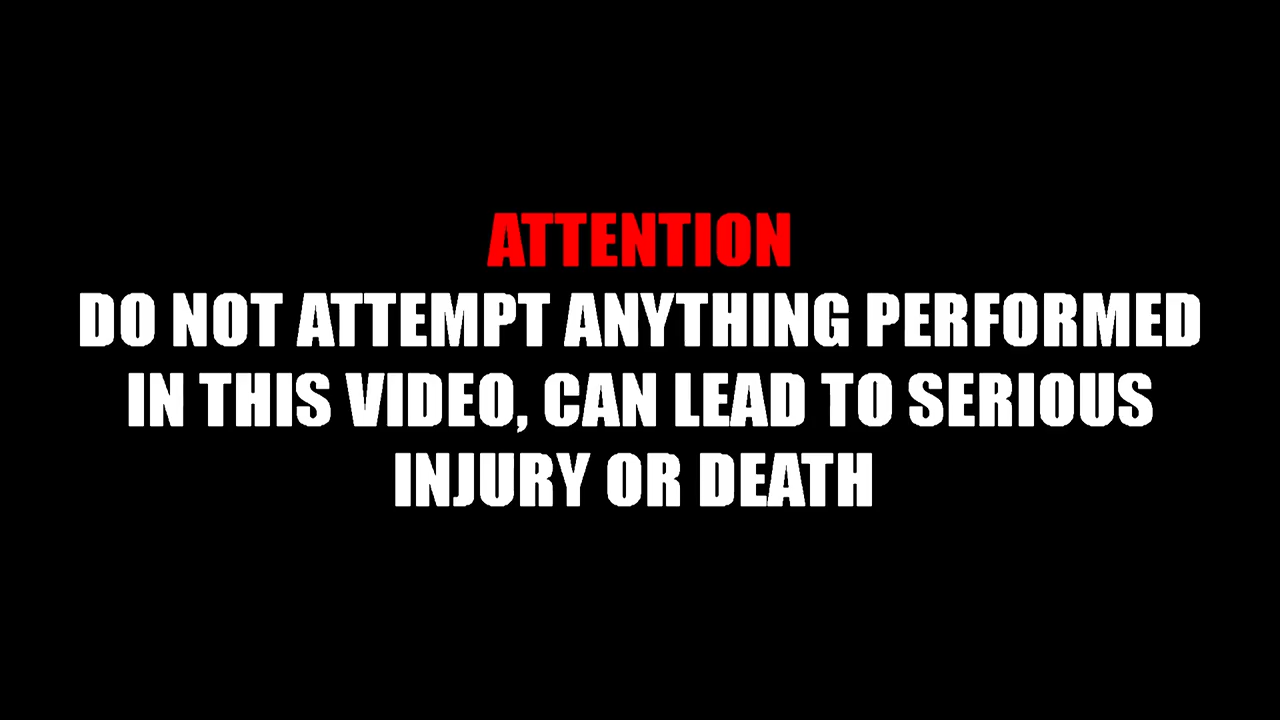 ATTENTION
DO NOT ATTEMPT ANYTHING PERFORMED
IN THIS VIDEO, CAN LEAD TO SERIOUS
INJURY OR DEATH